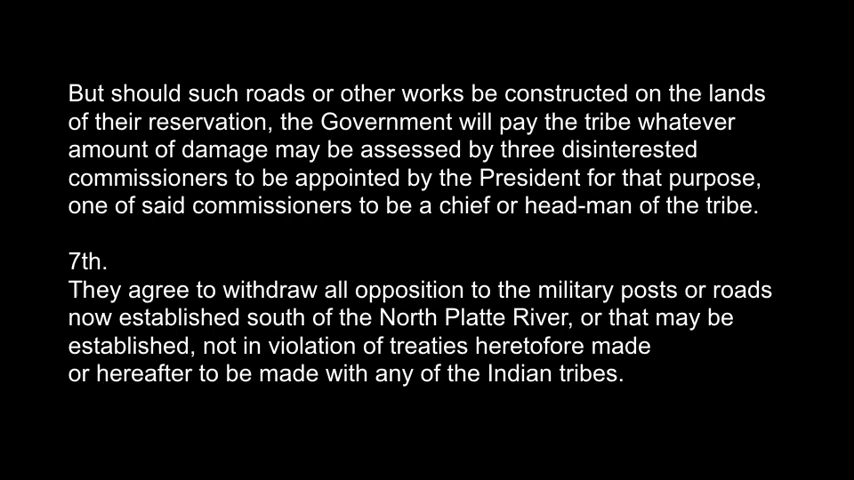 But should such roads or other works be constructed on the lands
of their reservation, the Government will pay the tribe whatever
amount of damage may be assessed by three disinterested
commissioners to be appointed by the President for that purpose,
one of said commissioners to be a chief or head-man of the tribe.
7th.
They agree to withdraw all opposition to the military posts or roads
now established south of the North Platte River, or that may be
established, not in violation of treaties heretofore made
or hereafter to be made with any of the Indian tribes.